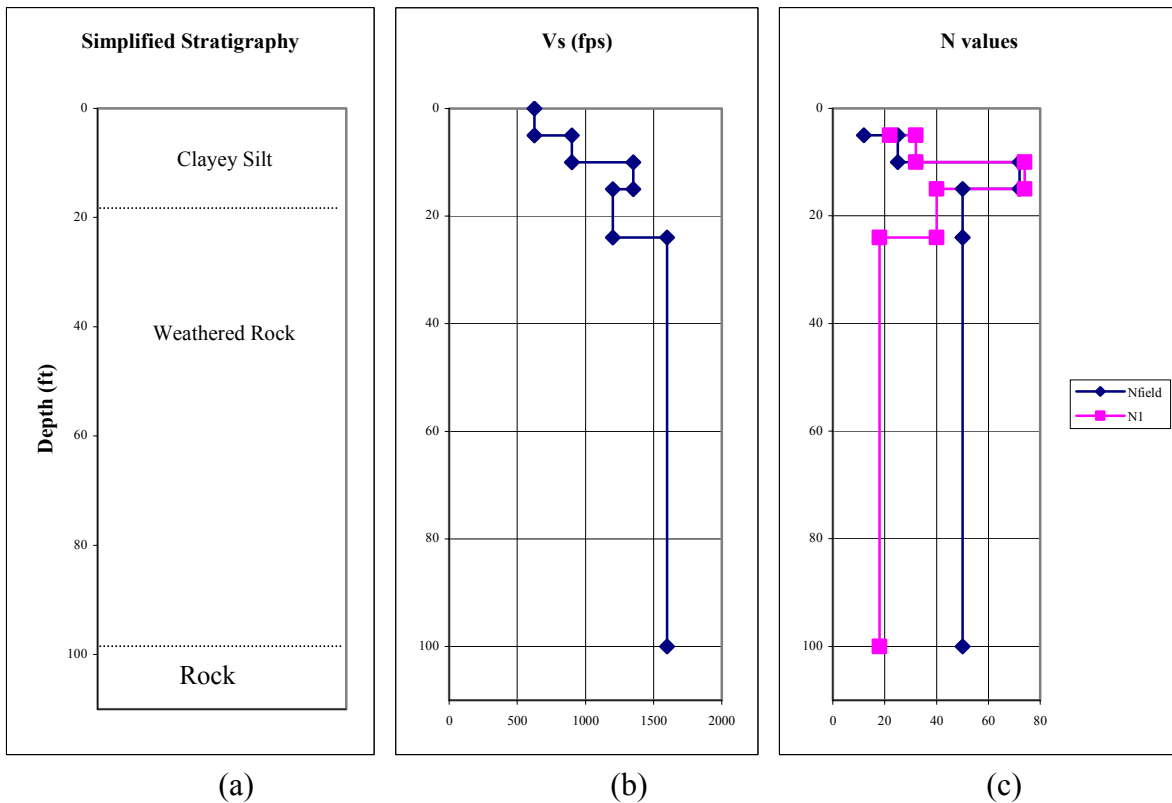 Simplified Stratigraphy
Depth (ft)
0
20
40
60
80
100
Clayey Silt
Weathered Rock
Rock
(a)
Vs (fps)
0
20
40
60
80
100
0 500 1000 1500 2000
(b)
N values
0
20
40
60
80
100
0 20 40 60 80
Nfield
N1
(c)